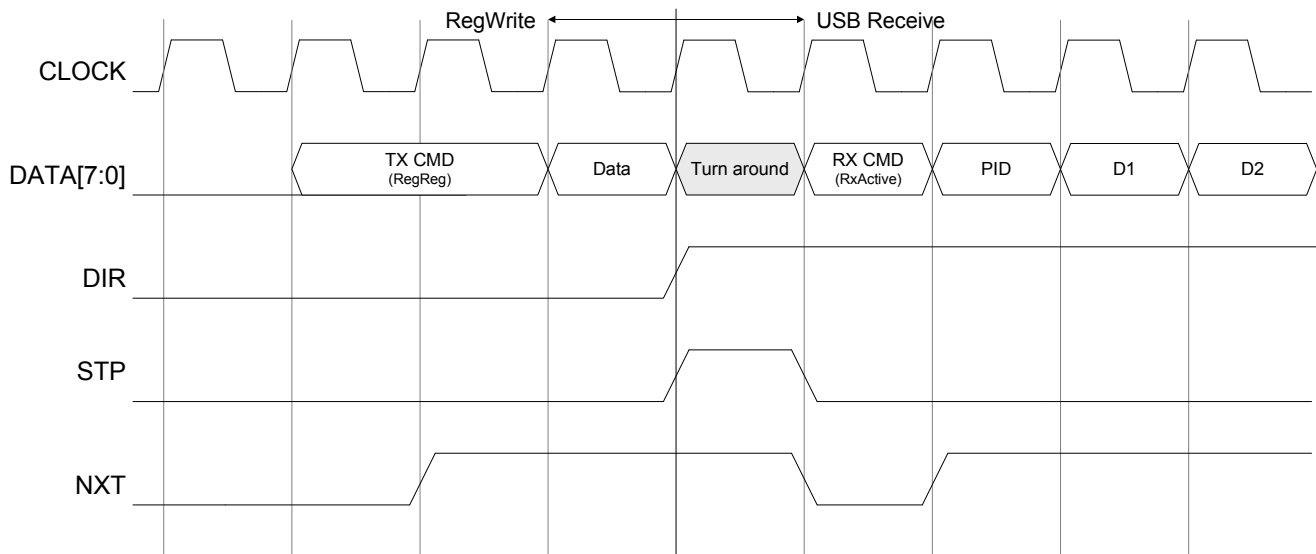 RegWrite USB Receive
CLOCK
DATA[7:0]
TX CMD
(RegReg)
Data
Turn around
RX CMD
(RxActive)
PID
D1
D2
DIR
STP
NXT